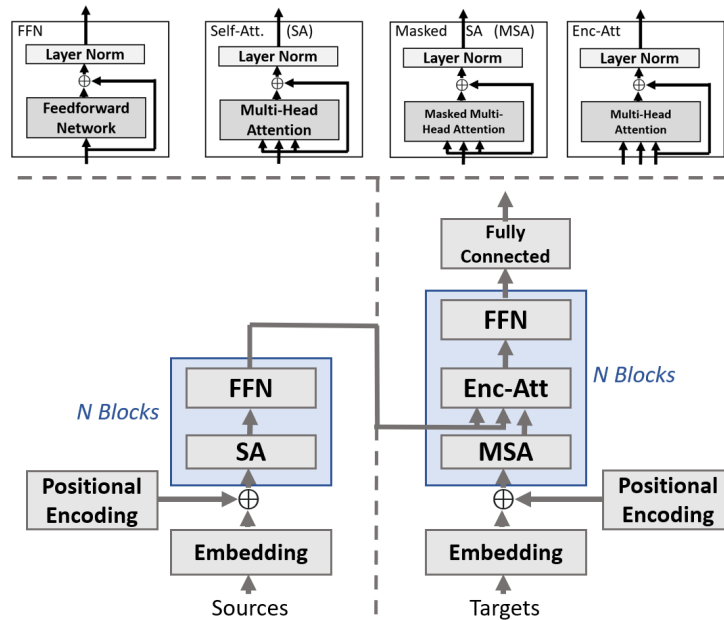 FFN
Layer Norm
Feedforward
Network
Self-Att. (SA)
Layer Norm
Multi-Head
Attention
Masked SA (MSA)
Layer Norm
Masked Multi-
Head Attention
Enc-Att
Layer Norm
Multi-Head
Attention
Fully
Connected
FFN
Enc-Att
MSA
N Blocks
FFN
SA
N Blocks
Positional
Encoding
Embedding
Sources
Positional
Encoding
Embedding
Targets